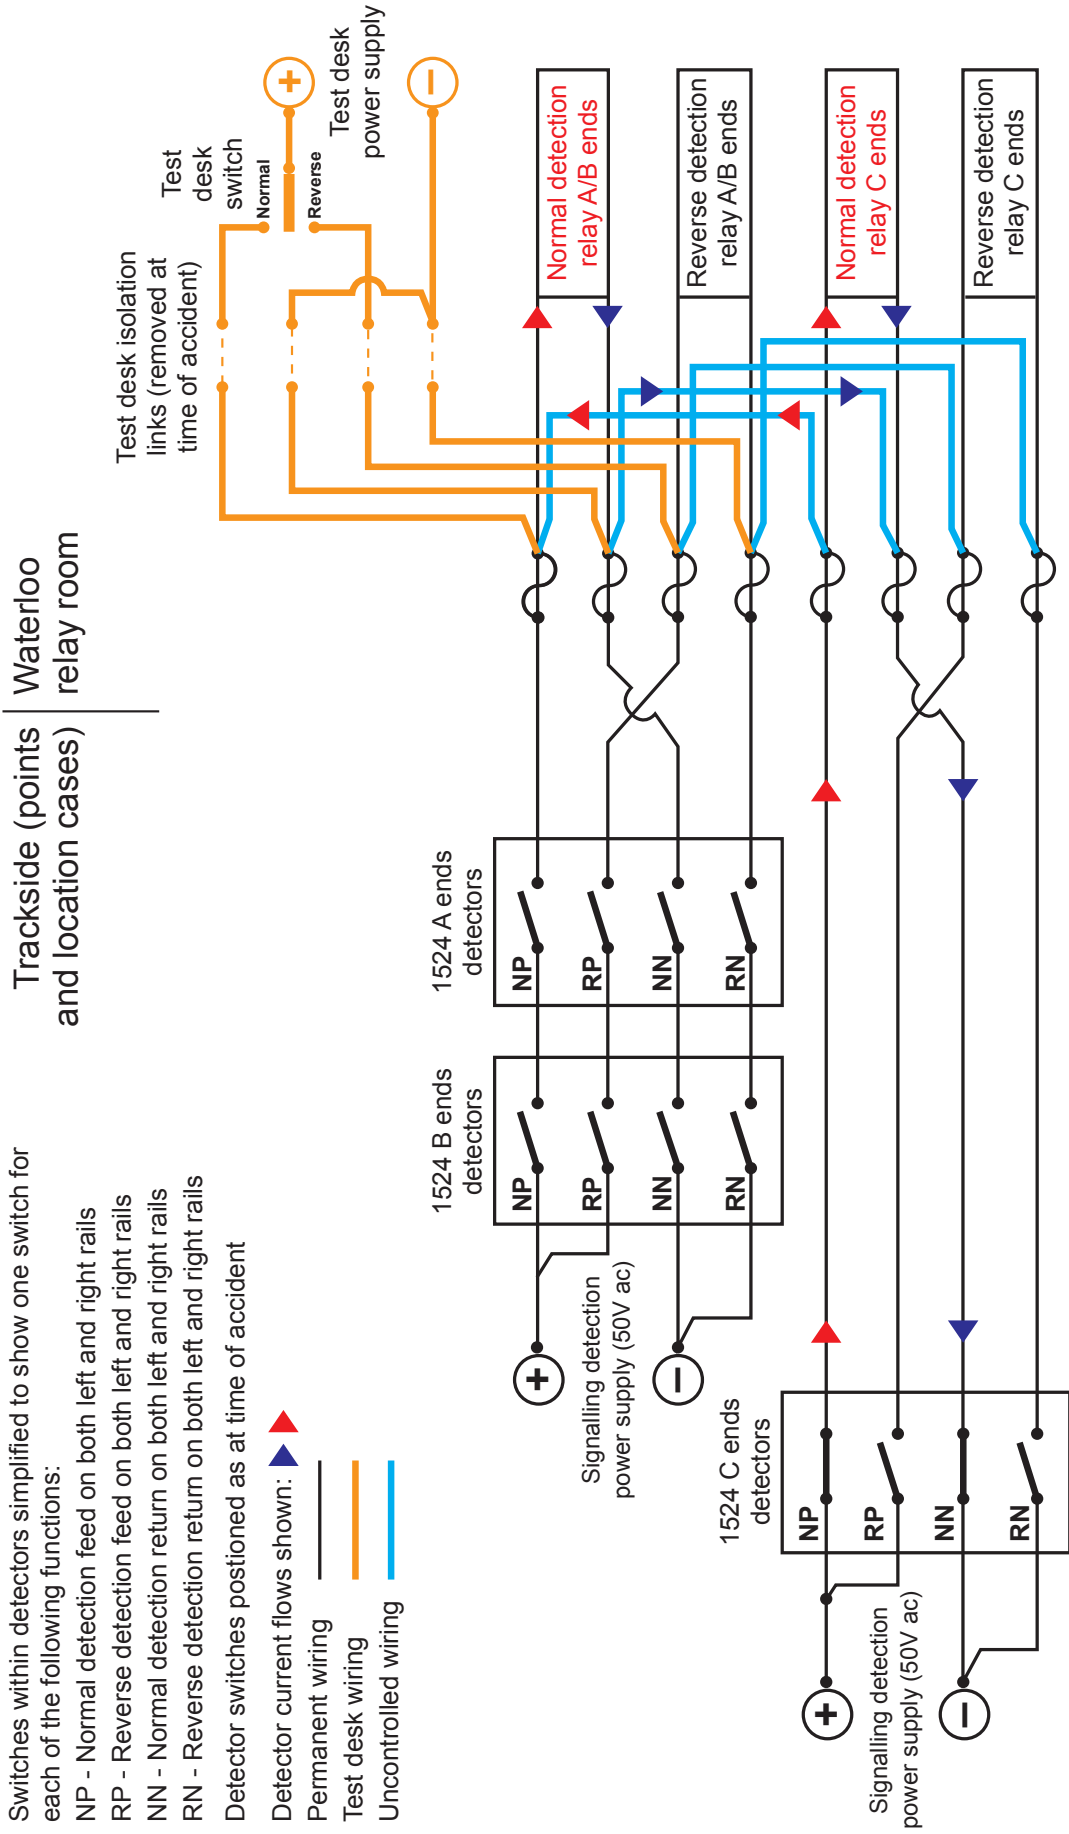 Switches within detectors simplified to show one switch for
each of the following functions:
NP - Normal detection feed on both left and right rails
RP - Reverse detection feed on both left and right rails
NN - Normal detection return on both left and right rails
RN - Reverse detection return on both left and right rails
Detector switches postioned as at time of accident
Detector current flows shown:
Permanent wiring
Test desk wiring
Uncontrolled wiring
Trackside (points
and location cases)
Waterloo
relay room
Test desk isolation
links (removed at
time of accident)
Test
desk
switch
Normal
Reverse
+
−
Test desk
power supply
1524 B ends
detectors
NP
RP
NN
RN
1524 A ends
detectors
NP
RP
NN
RN
+
−
Signalling detection
power supply (50V ac)
Normal detection
relay A/B ends
Reverse detection
relay A/B ends
Normal detection
relay C ends
Reverse detection
relay C ends
1524 C ends
detectors
NP
RP
NN
RN
+
−
Signalling detection
power supply (50V ac)